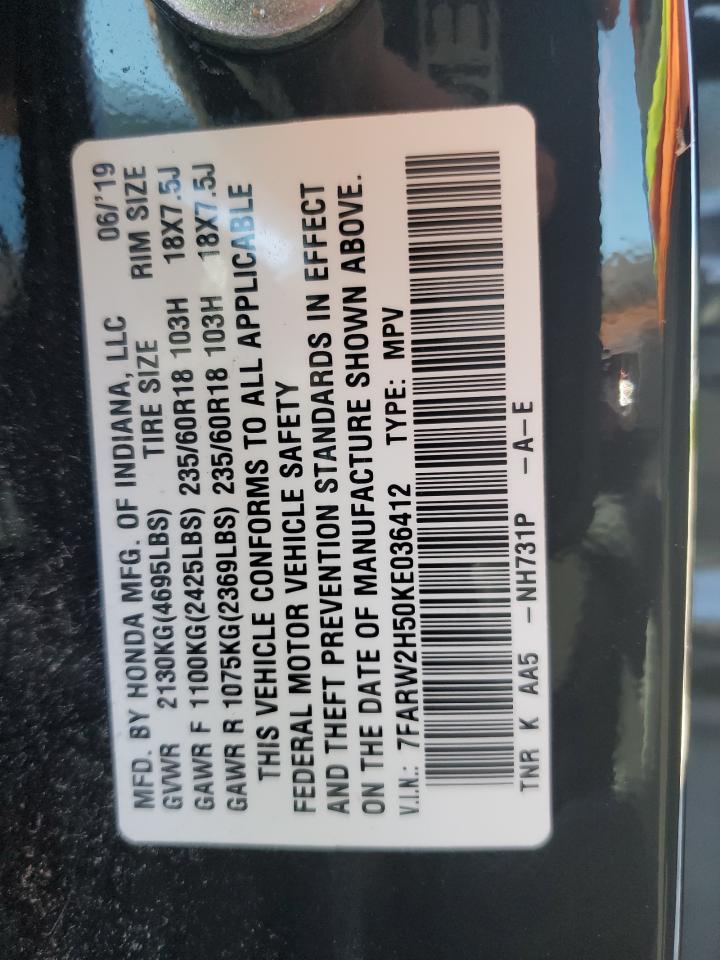 MFD. BY HONDA MFG. OF INDIANA, LLC 06/'19
GVWR 2130KG(4695LBS) TIRE SIZE RIM SIZE
GAWR F 1100KG(2425LBS) 235/60R18 103H 18X7.5J
GAWR R 1075KG(2369LBS) 235/60R18 103H 18X7.5J
THIS VEHICLE CONFORMS TO ALL APPLICABLE
FEDERAL MOTOR VEHICLE SAFETY
AND THEFT PREVENTION STANDARDS IN EFFECT
ON THE DATE OF MANUFACTURE SHOWN ABOVE.
V.I.N.: 7FARW2H50KE036412 TYPE: MPV
TNR K AA5 -NH731P -A-E